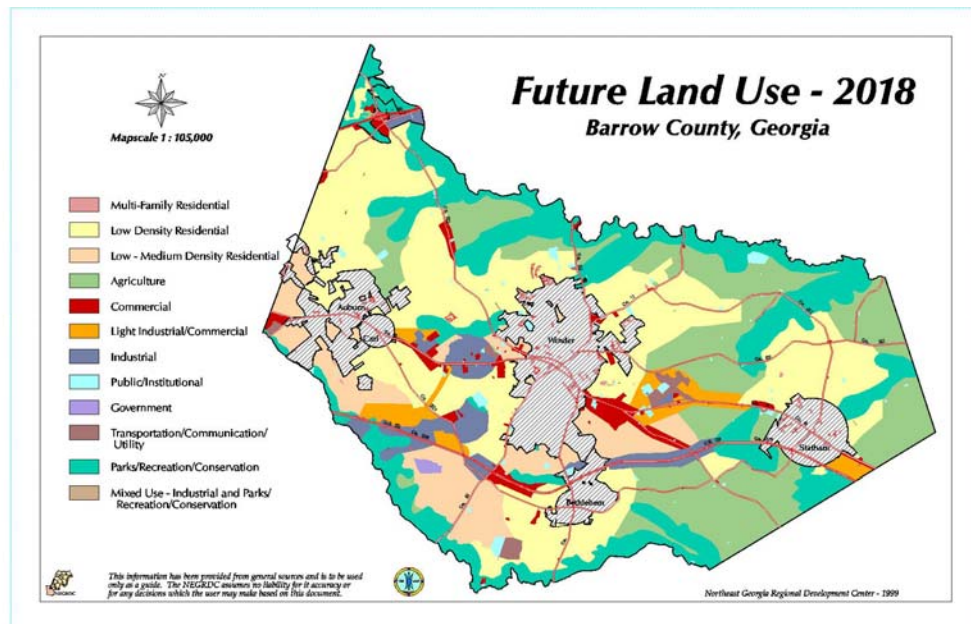 Future Land Use - 2018
Barrow County, Georgia
N
Mapscale 1 : 105,000
Multi-Family Residential
Low Density Residential
Low - Medium Density Residential
Agriculture
Commercial
Light Industrial/Commercial
Industrial
Public/Institutional
Government
Transportation/Communication/
Utility
Parks/Recreation/Conservation
Mixed Use - Industrial and Parks/
Recreation/Conservation
Auburn
Carl
Winder
Statham
Bethlehem
NEGRDC
This information has been provided from general sources and is to be used
only as a guide. The NEGRDC assumes no liability for it accuracy or
for any decisions which the user may make based on this document.
Northeast Georgia Regional Development Center - 1999